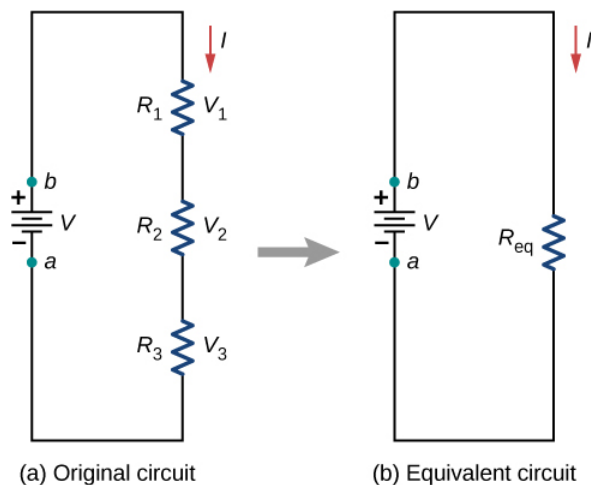 I
R1 V1
b
+
V
−
a
R2 V2
R3 V3
(a) Original circuit
I
b
+
V
−
a
Req
(b) Equivalent circuit